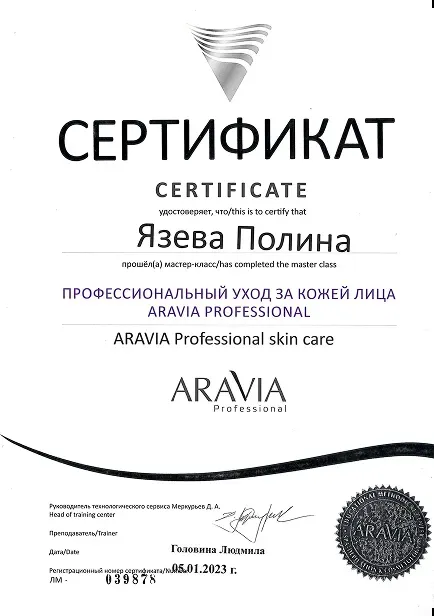 СЕРТИФИКАТ
CERTIFICATE
удостоверяет, что/this is to certify that
Язева Полина
прошёл(а) мастер-класс/has completed the master class
ПРОФЕССИОНАЛЬНЫЙ УХОД ЗА КОЖЕЙ ЛИЦА
ARAVIA PROFESSIONAL
ARAVIA Professional skin care
ARAVIA
Professional
Руководитель технологического сервиса Меркурьев Д. А.
Head of training center
Преподаватель/Trainer
Головина Людмила
Дата/Date
05.01.2023 г.
Регистрационный номер сертификата/Number
ЛМ - 039878
ARAVIA